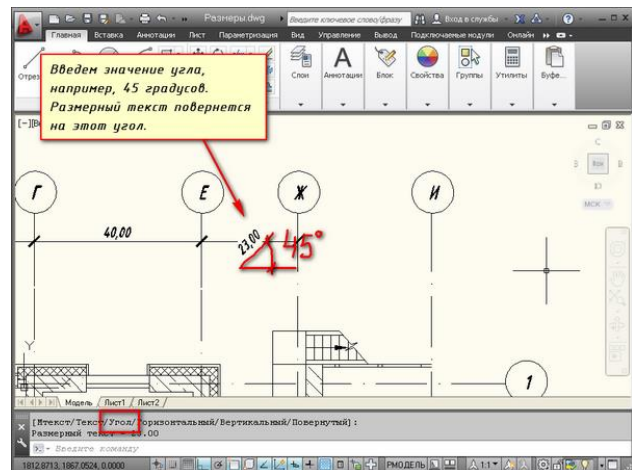 Размеры.dwg
Введите ключевое слово/фразу
Вход в службы
Главная Вставка Аннотации Лист Параметризация Вид Управление Вывод Подключаемые модули Онлайн
Отрез
Слои Аннотации Блок Свойства Группы Утилиты Буфе...
Введем значение угла,
например, 45 градусов.
Размерный текст повернется
на этот угол.
С
З Верх В
Ю
МСК
Г Е Ж И
40,00 23,00 45°
Y
1
Модель Лист1 Лист2
[Мтекст/Текст/Угол/Горизонтальный/Вертикальный/Повернутый]:
Размерный текст = 23.00
Введите команду
1812.8713, 1867.0524, 0.0000 РМОДЕЛЬ 1:1